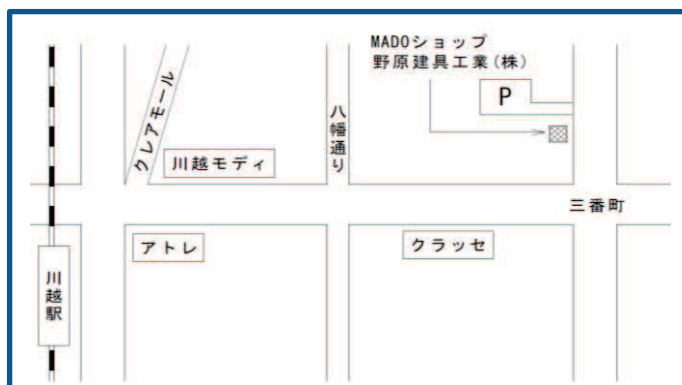 MADOショップ
野原建具工業(株)
P
クレアモール
八幡通り
川越モディ
三番町
アトレ
クラッセ
川越駅